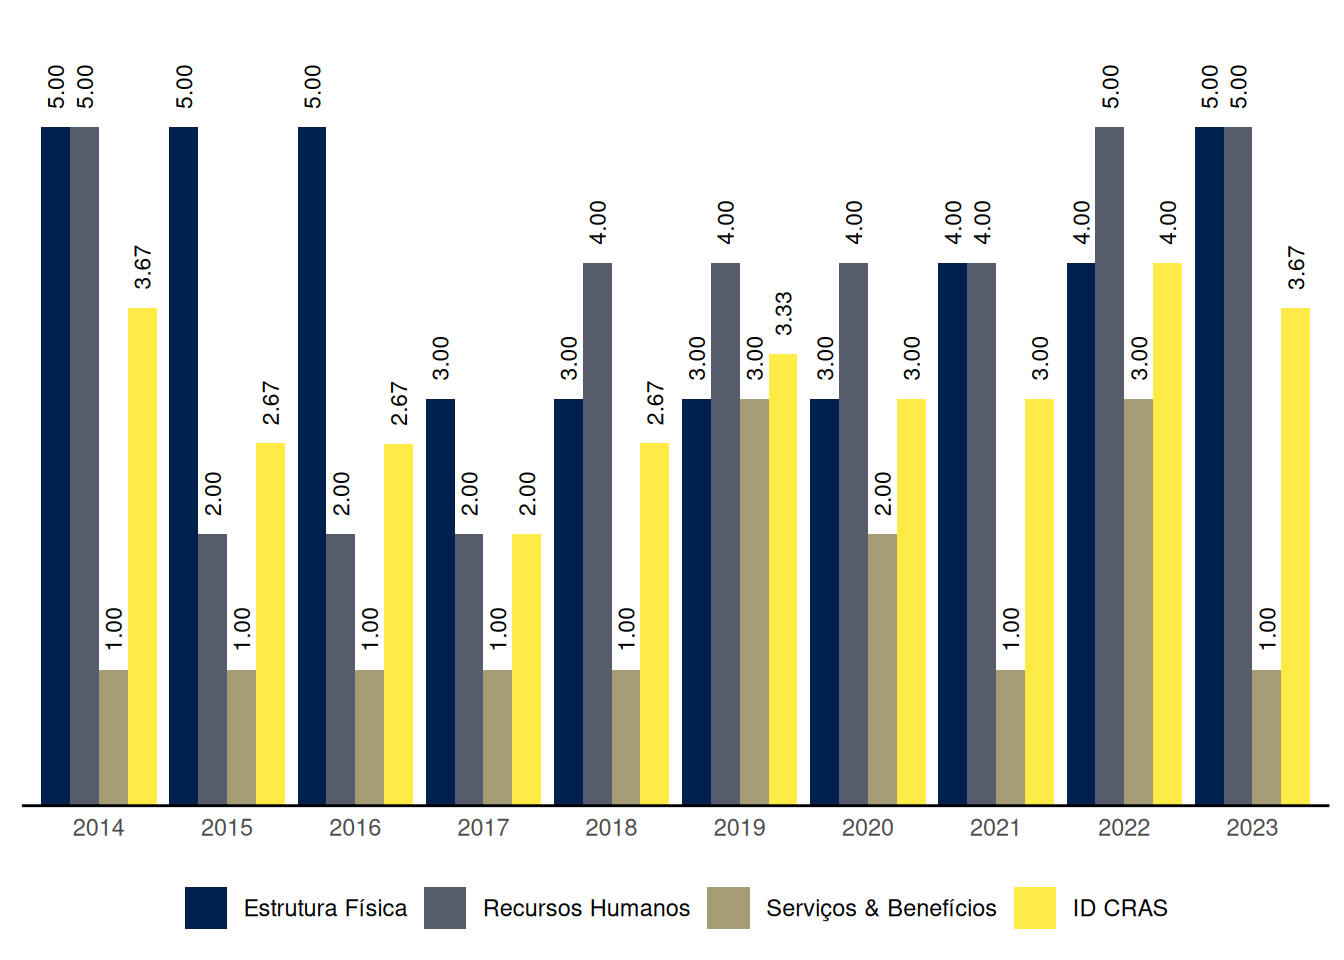 5.00 5.00 1.00 3.67
5.00 2.00 1.00 2.67
5.00 2.00 1.00 2.67
3.00 2.00 1.00 2.00
3.00 4.00 1.00 2.67
3.00 4.00 3.00 3.33
3.00 4.00 2.00 3.00
4.00 4.00 1.00 3.00
4.00 5.00 3.00 4.00
5.00 5.00 1.00 3.67
2014 2015 2016 2017 2018 2019 2020 2021 2022 2023
Estrutura Física Recursos Humanos Serviços & Benefícios ID CRAS